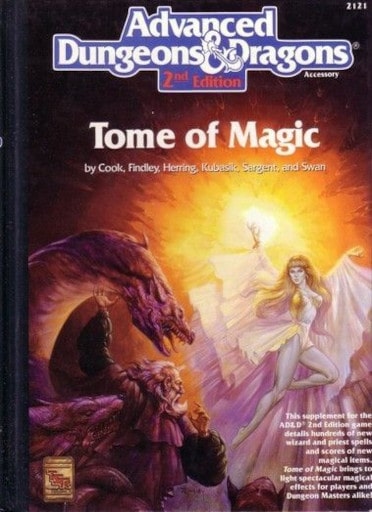 2121
Advanced
Dungeons & Dragons®
2nd Edition
Accessory
Tome of Magic
by Cook, Findley, Herring, Kubasik, Sargent, and Swan
This supplement for the
AD&D® 2nd Edition game
details hundreds of new
wizard and priest spells
and scores of new
magical items.
Tome of Magic brings to
light spectacular magical
effects for players and
Dungeon Masters alike!
TSR